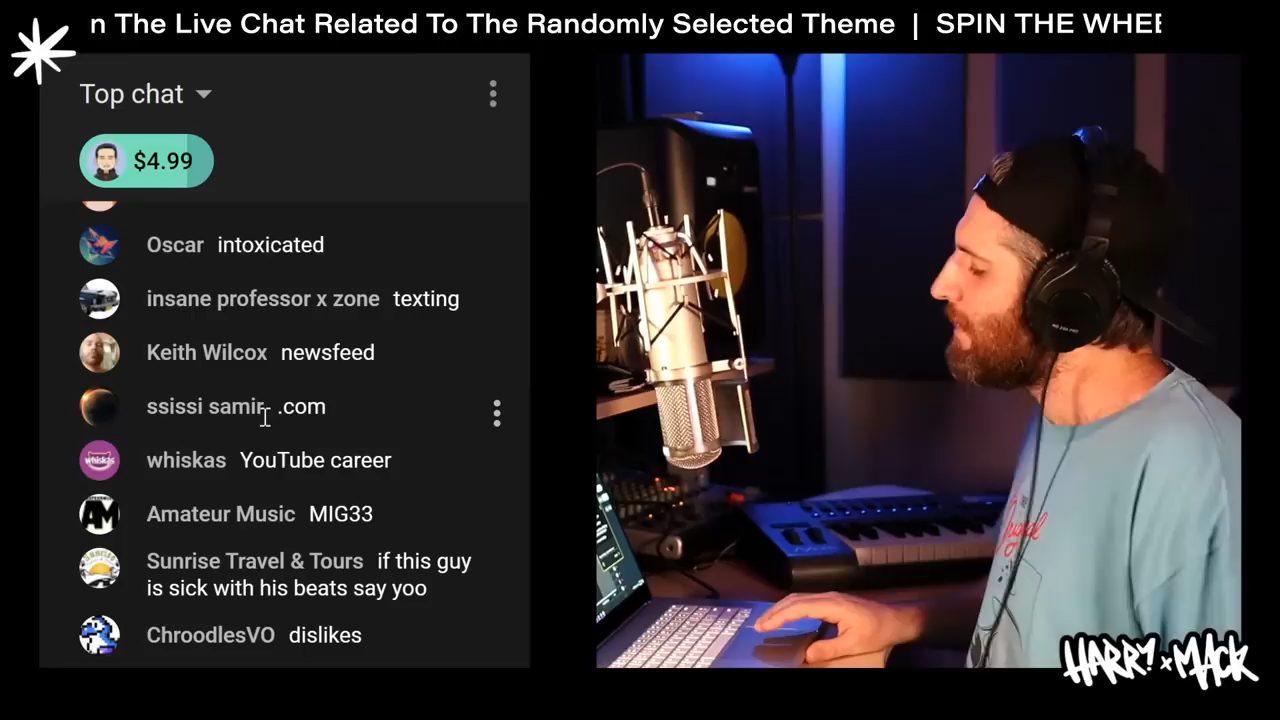 n The Live Chat Related To The Randomly Selected Theme | SPIN THE WHEE
Top chat
$4.99
Oscar intoxicated
insane professor x zone texting
Keith Wilcox newsfeed
ssissi samir .com
whiskas YouTube career
Amateur Music MIG33
Sunrise Travel & Tours if this guy
is sick with his beats say yoo
ChroodlesVO dislikes
HARRY x MACK